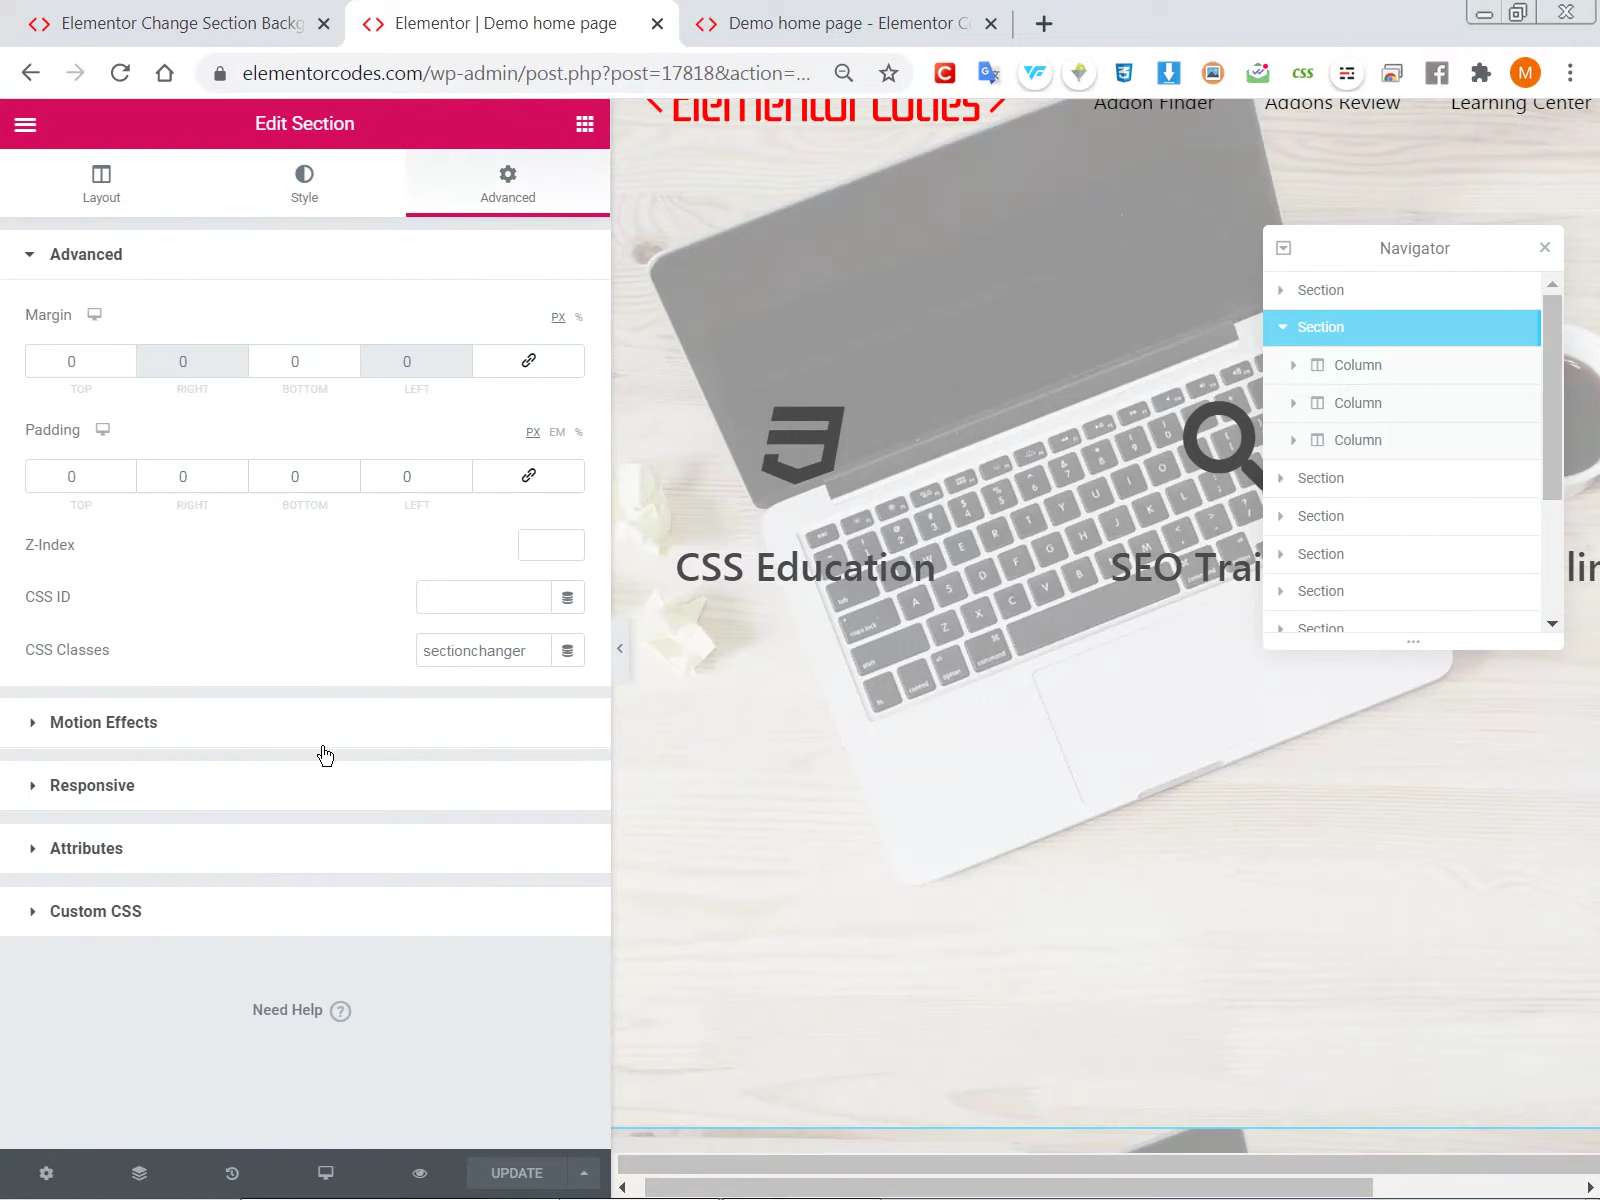 Elementor Change Section Backg
Elementor | Demo home page
Demo home page - Elementor C
elementorcodes.com/wp-admin/post.php?post=17818&action=...
css
M
Edit Section
Layout
Style
Advanced
Advanced
Margin
PX %
0 0 0 0
TOP RIGHT BOTTOM LEFT
Padding
PX EM %
0 0 0 0
TOP RIGHT BOTTOM LEFT
Z-Index
CSS ID
CSS Classes
sectionchanger
Motion Effects
Responsive
Attributes
Custom CSS
Need Help ?
UPDATE
Elementor Codes
Addon Finder
Addons Review
Learning Center
CSS Education
SEO Trai
Navigator
Section
Section
Column
Column
Column
Section
Section
Section
Section
Section